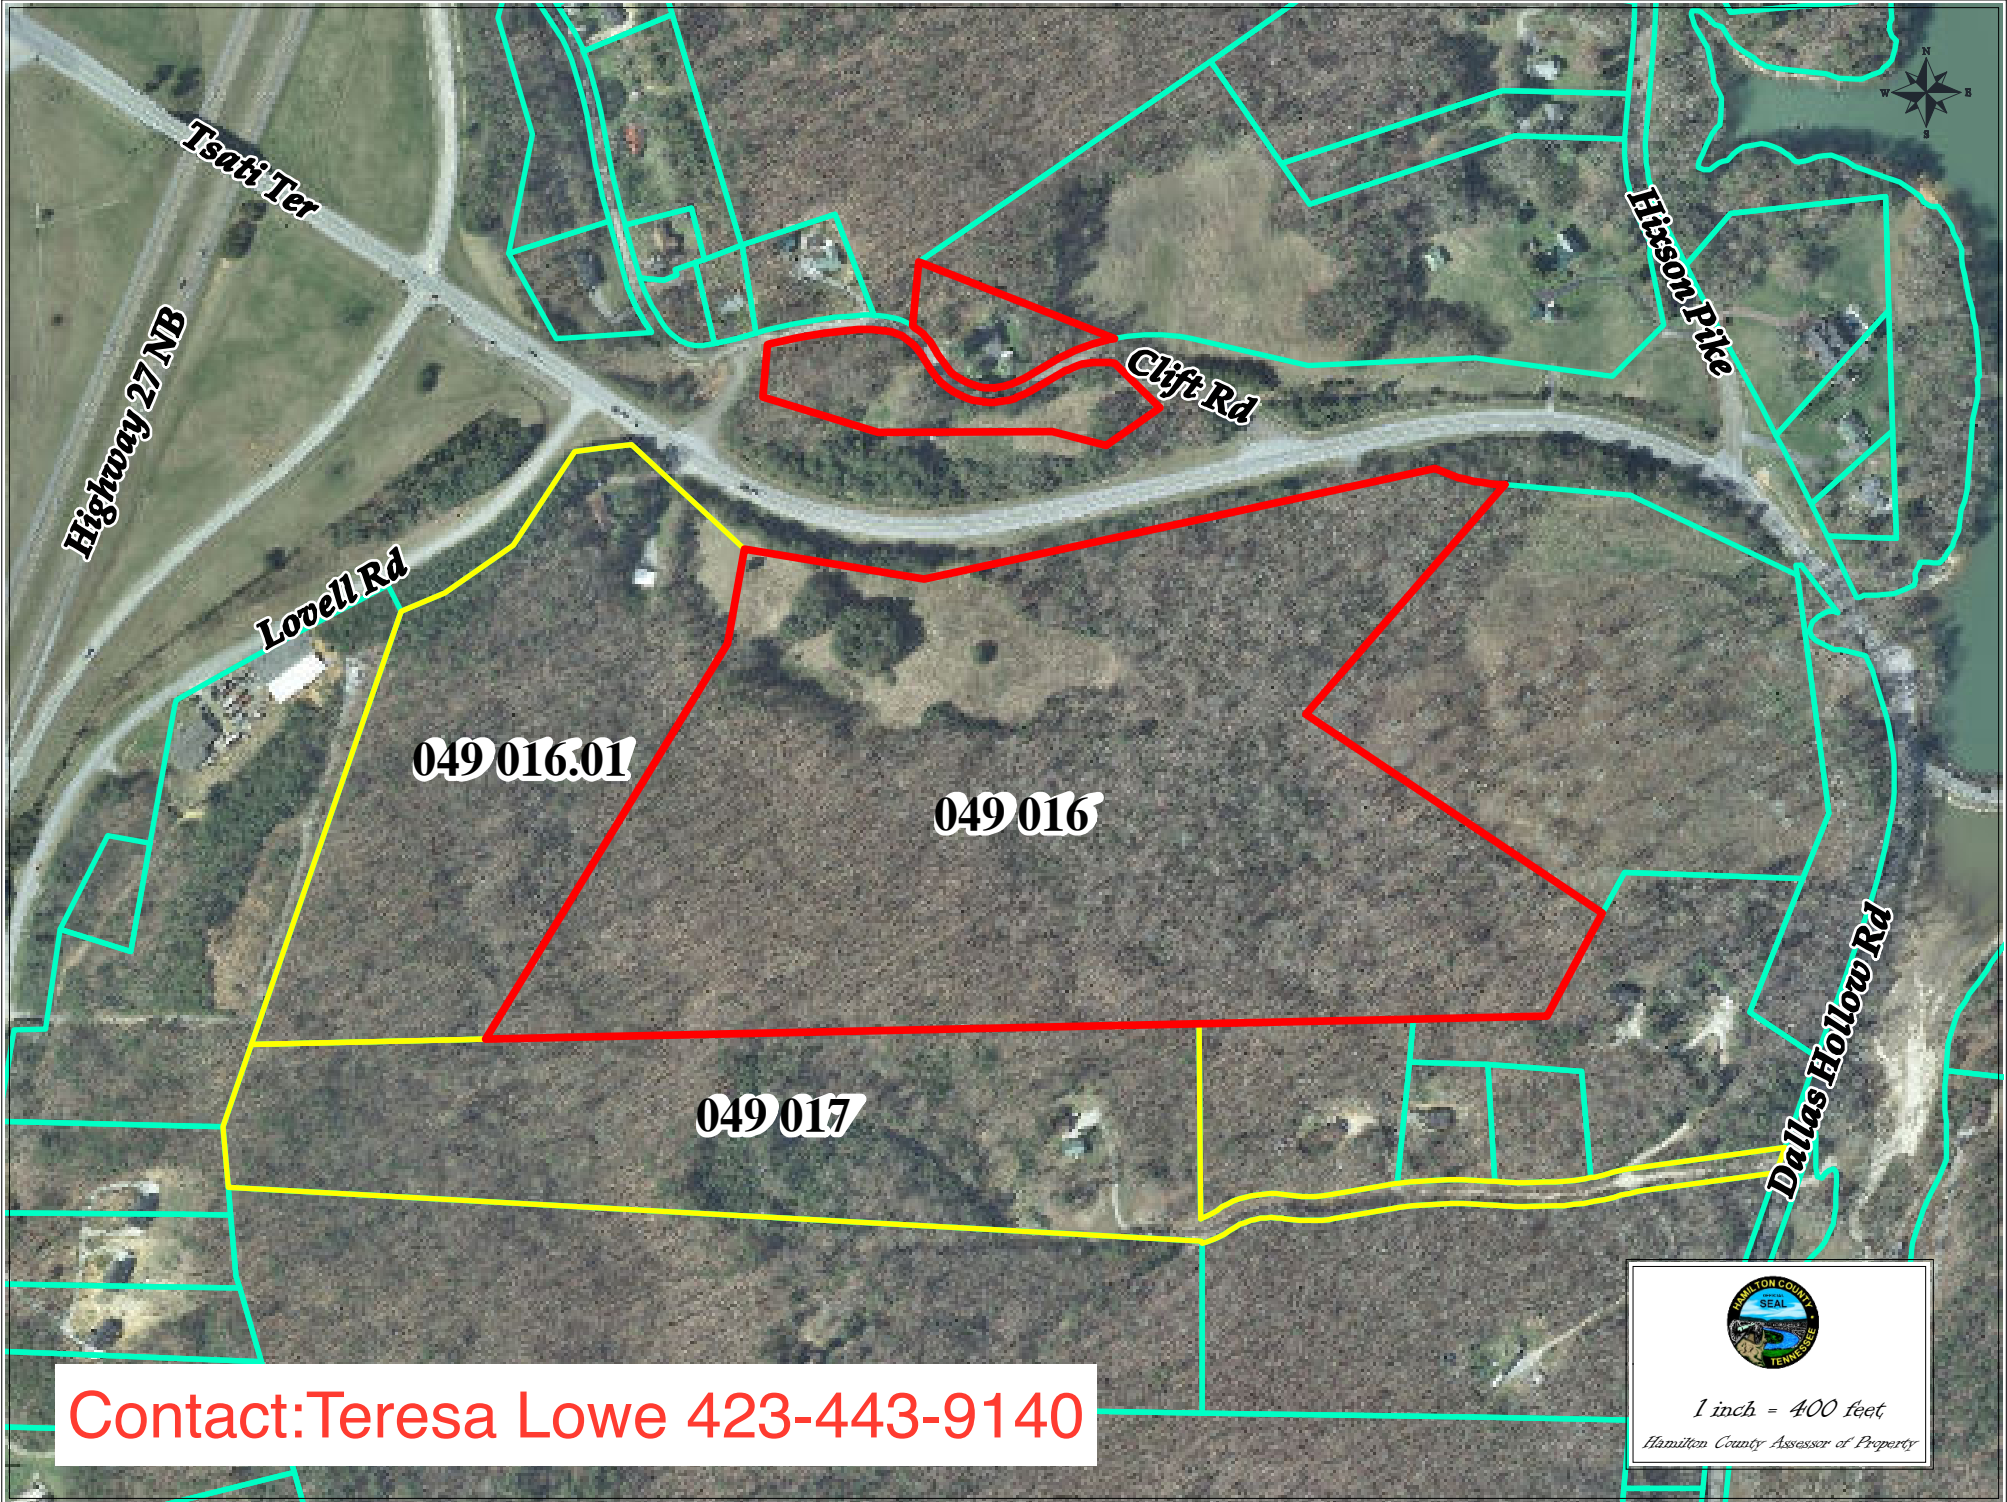 N
W E
S
Tsati Ter
Hixson Pike
Highway 27 NB
Clift Rd
Lovell Rd
049 016.01
049 016
Dallas Hollow Rd
049 017
HAMILTON COUNTY
SEAL
TENNESSEE
1 inch = 400 feet
Hamilton County Assessor of Property
Contact:Teresa Lowe 423-443-9140